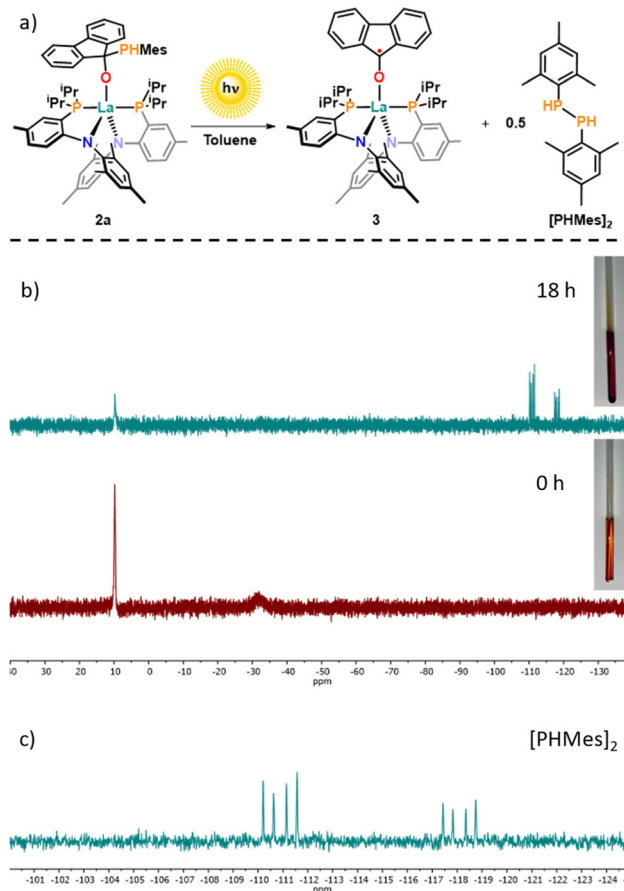 a)
PHMes
O
iPr
iPr
iPr
iPr
P
La
P
N
N
2a
hν
Toluene
O
iPr
iPr
iPr
iPr
P
La
P
N
N
3
+ 0.5
HP
PH
[PHMes]2
b)
18 h
0 h
30 20 10 0 -10 -20 -30 -40 -50 -60 -70 -80 -90 -100 -110 -120 -130
ppm
c)
[PHMes]2
-101 -102 -103 -104 -105 -106 -107 -108 -109 -110 -111 -112 -113 -114 -115 -116 -117 -118 -119 -120 -121 -122 -123 -124
ppm